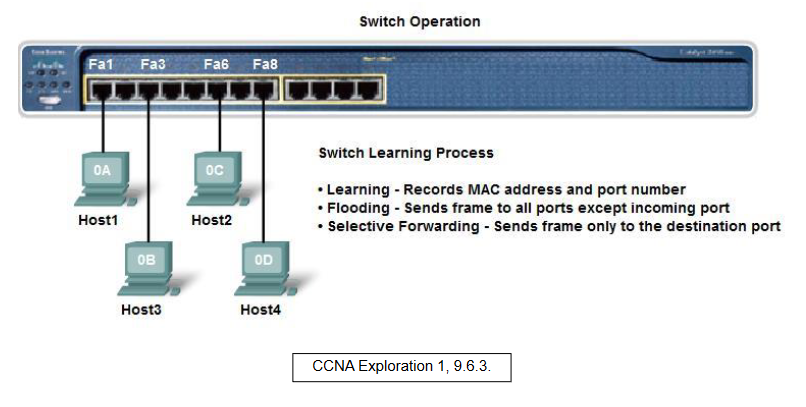 Switch Operation
Fa1 Fa3 Fa6 Fa8
0A
0C
Host1
Host2
0B
0D
Host3
Host4
Switch Learning Process
• Learning - Records MAC address and port number
• Flooding - Sends frame to all ports except incoming port
• Selective Forwarding - Sends frame only to the destination port
CCNA Exploration 1, 9.6.3.